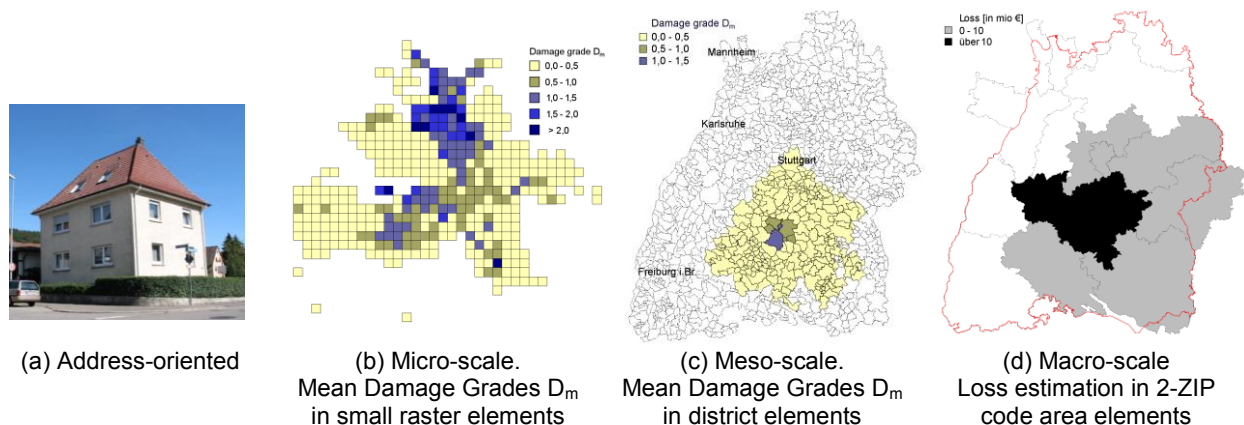 Damage grade Dm
0,0 - 0,5
0,5 - 1,0
1,0 - 1,5
1,5 - 2,0
> 2,0
Damage grade Dm
0,0 - 0,5
0,5 - 1,0
1,0 - 1,5
Mannheim
Karlsruhe
Stuttgart
Freiburg i.Br.
Loss [in mio €]
0 - 10
über 10
(a) Address-oriented
(b) Micro-scale.
Mean Damage Grades Dm
in small raster elements
(c) Meso-scale.
Mean Damage Grades Dm
in district elements
(d) Macro-scale
Loss estimation in 2-ZIP
code area elements